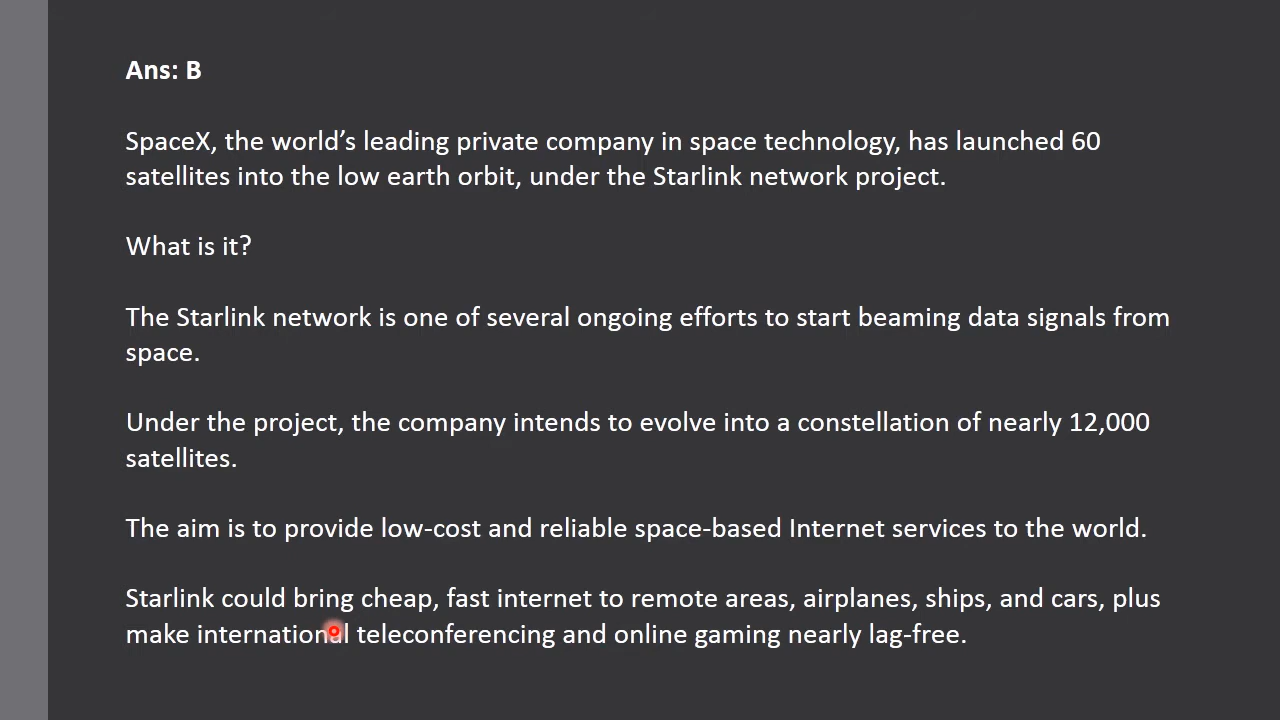 Ans: B
SpaceX, the world’s leading private company in space technology, has launched 60
satellites into the low earth orbit, under the Starlink network project.
What is it?
The Starlink network is one of several ongoing efforts to start beaming data signals from
space.
Under the project, the company intends to evolve into a constellation of nearly 12,000
satellites.
The aim is to provide low-cost and reliable space-based Internet services to the world.
Starlink could bring cheap, fast internet to remote areas, airplanes, ships, and cars, plus
make international teleconferencing and online gaming nearly lag-free.